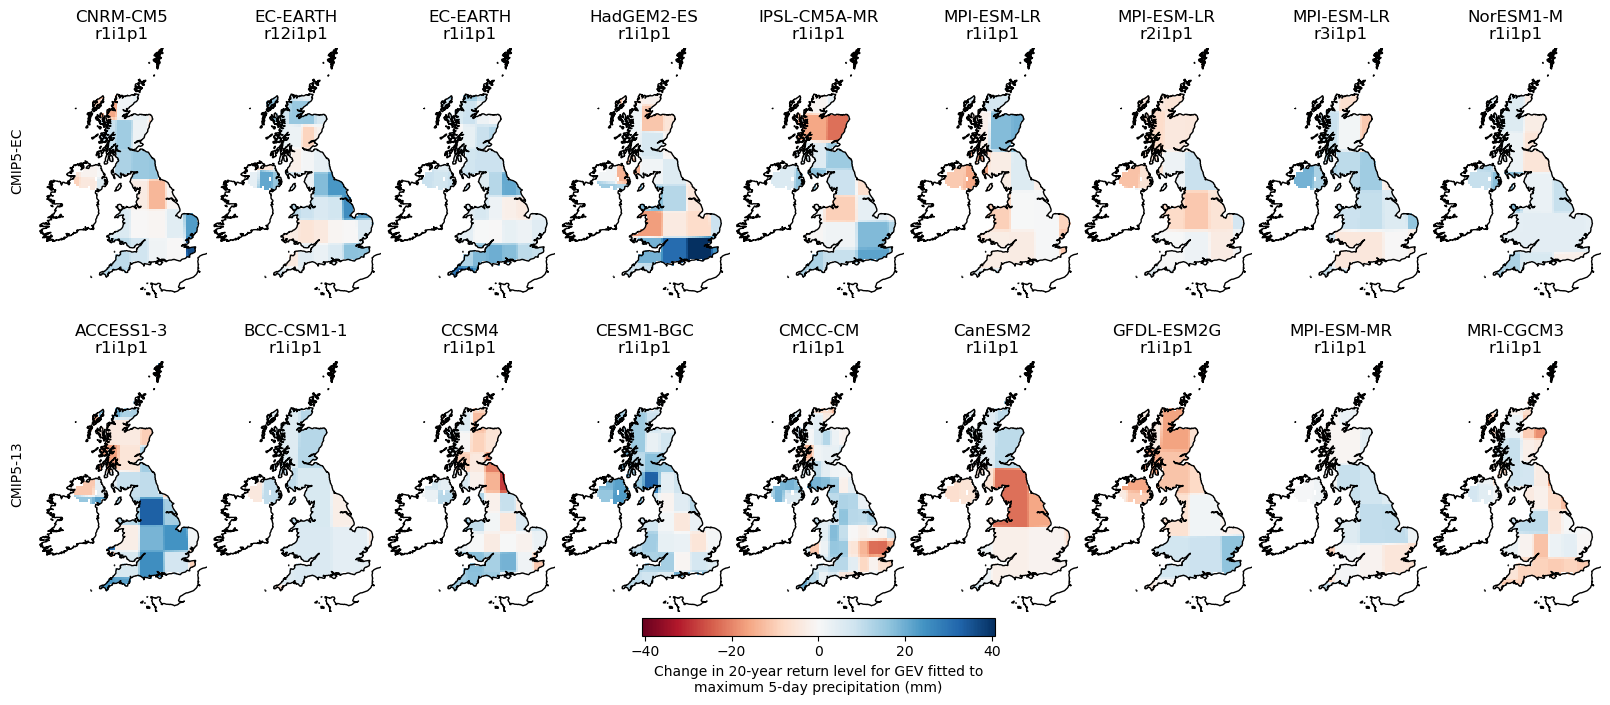 CNRM-CM5 EC-EARTH EC-EARTH HadGEM2-ES IPSL-CM5A-MR MPI-ESM-LR MPI-ESM-LR MPI-ESM-LR NorESM1-M
r1i1p1 r12i1p1 r1i1p1 r1i1p1 r1i1p1 r1i1p1 r2i1p1 r3i1p1 r1i1p1
CMIP5-EC
ACCESS1-3 BCC-CSM1-1 CCSM4 CESM1-BGC CMCC-CM CanESM2 GFDL-ESM2G MPI-ESM-MR MRI-CGCM3
r1i1p1 r1i1p1 r1i1p1 r1i1p1 r1i1p1 r1i1p1 r1i1p1 r1i1p1 r1i1p1
CMIP5-13
−40 −20 0 20 40
Change in 20-year return level for GEV fitted to
maximum 5-day precipitation (mm)